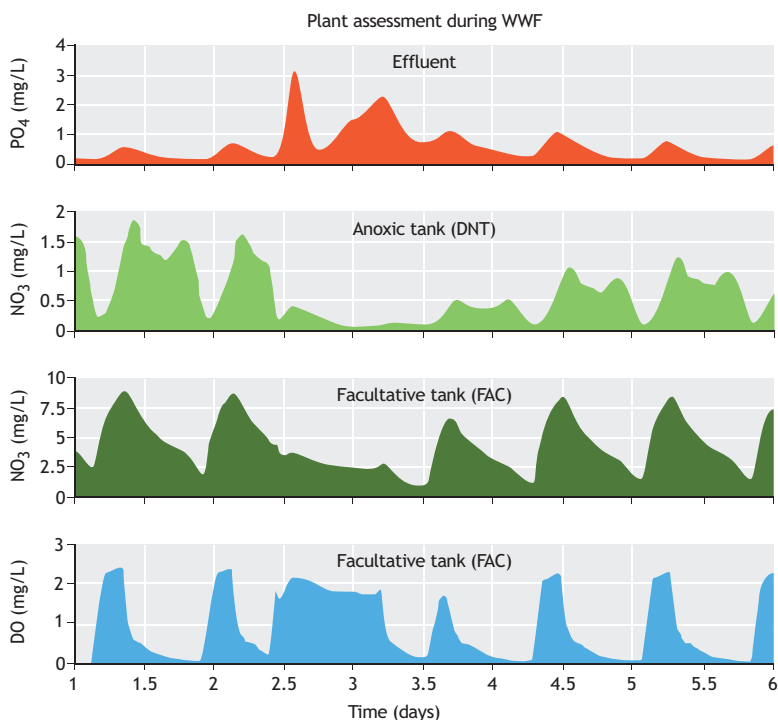 Plant assessment during WWF
Effluent
PO4 (mg/L)
4
3
2
1
0
Anoxic tank (DNT)
NO3 (mg/L)
2
1.5
1
0.5
0
Facultative tank (FAC)
NO3 (mg/L)
10
7.5
5
2.5
0
Facultative tank (FAC)
DO (mg/L)
3
2
1
0
1 1.5 2 2.5 3 3.5 4 4.5 5 5.5 6
Time (days)